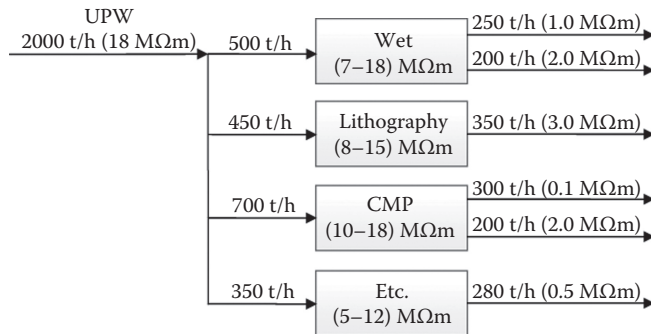 UPW
2000 t/h (18 MΩm)
500 t/h
Wet
(7–18) MΩm
250 t/h (1.0 MΩm)
200 t/h (2.0 MΩm)
450 t/h
Lithography
(8–15) MΩm
350 t/h (3.0 MΩm)
700 t/h
CMP
(10–18) MΩm
300 t/h (0.1 MΩm)
200 t/h (2.0 MΩm)
350 t/h
Etc.
(5–12) MΩm
280 t/h (0.5 MΩm)